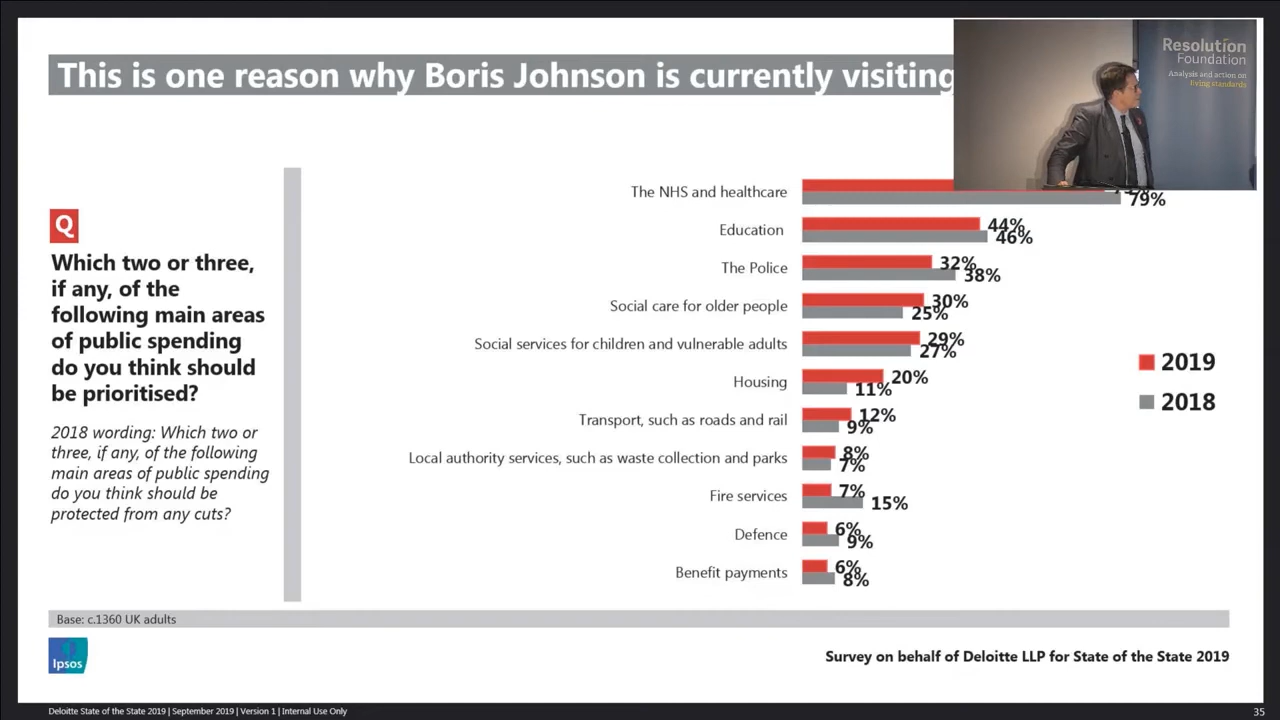 This is one reason why Boris Johnson is currently visiting
Resolution
Foundation
Analysis and action on
living standards
Q
Which two or three,
if any, of the
following main areas
of public spending
do you think should
be prioritised?
2018 wording: Which two or
three, if any, of the following
main areas of public spending
do you think should be
protected from any cuts?
The NHS and healthcare
79%
Education
44%
46%
The Police
32%
38%
Social care for older people
30%
25%
Social services for children and vulnerable adults
29%
27%
Housing
20%
11%
Transport, such as roads and rail
12%
9%
Local authority services, such as waste collection and parks
8%
7%
Fire services
7%
15%
Defence
6%
9%
Benefit payments
6%
8%
2019
2018
Base: c.1360 UK adults
Ipsos
Survey on behalf of Deloitte LLP for State of the State 2019
Deloitte State of the State 2019 | September 2019 | Version 1 | Internal Use Only
35